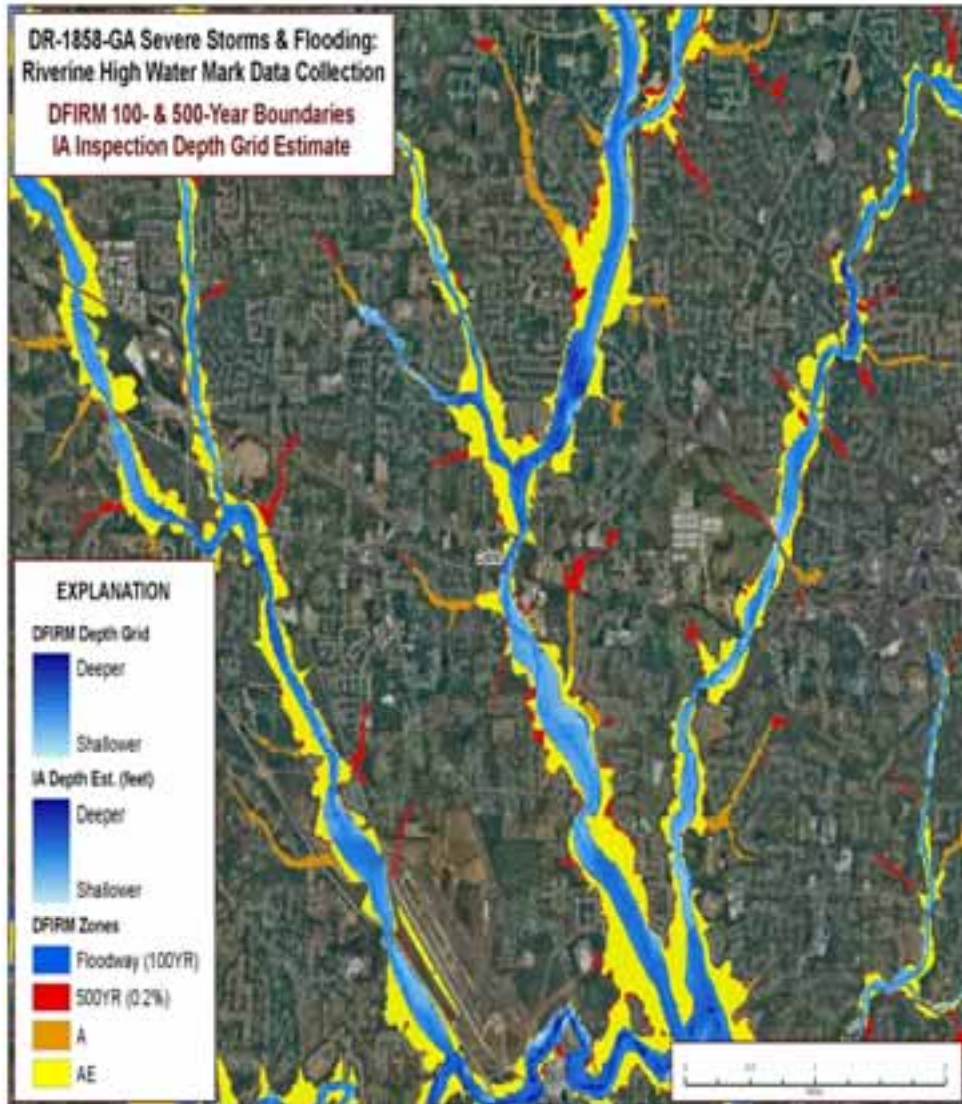 DR-1858-GA Severe Storms & Flooding:
Riverine High Water Mark Data Collection
DFIRM 100- & 500-Year Boundaries
IA Inspection Depth Grid Estimate
EXPLANATION
DFIRM Depth Grid
Deeper
Shallower
IA Depth Est. (feet)
Deeper
Shallower
DFIRM Zones
Floodway (100YR)
500YR (0.2%)
A
AE